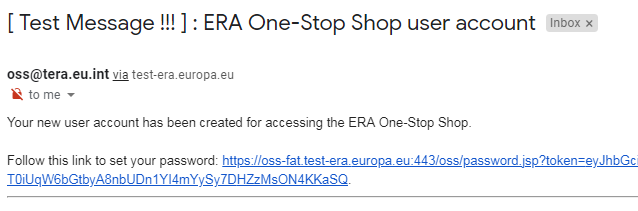 [ Test Message !!! ] : ERA One-Stop Shop user account Inbox x
oss@tera.eu.int via test-era.europa.eu
to me
Your new user account has been created for accessing the ERA One-Stop Shop.
Follow this link to set your password: https://oss-fat.test-era.europa.eu:443/oss/password.jsp?token=eyJhbGci
T0iUqW6bGtbyA8nbUDn1YI4mYySy7DHZzMsON4KKaSQ.